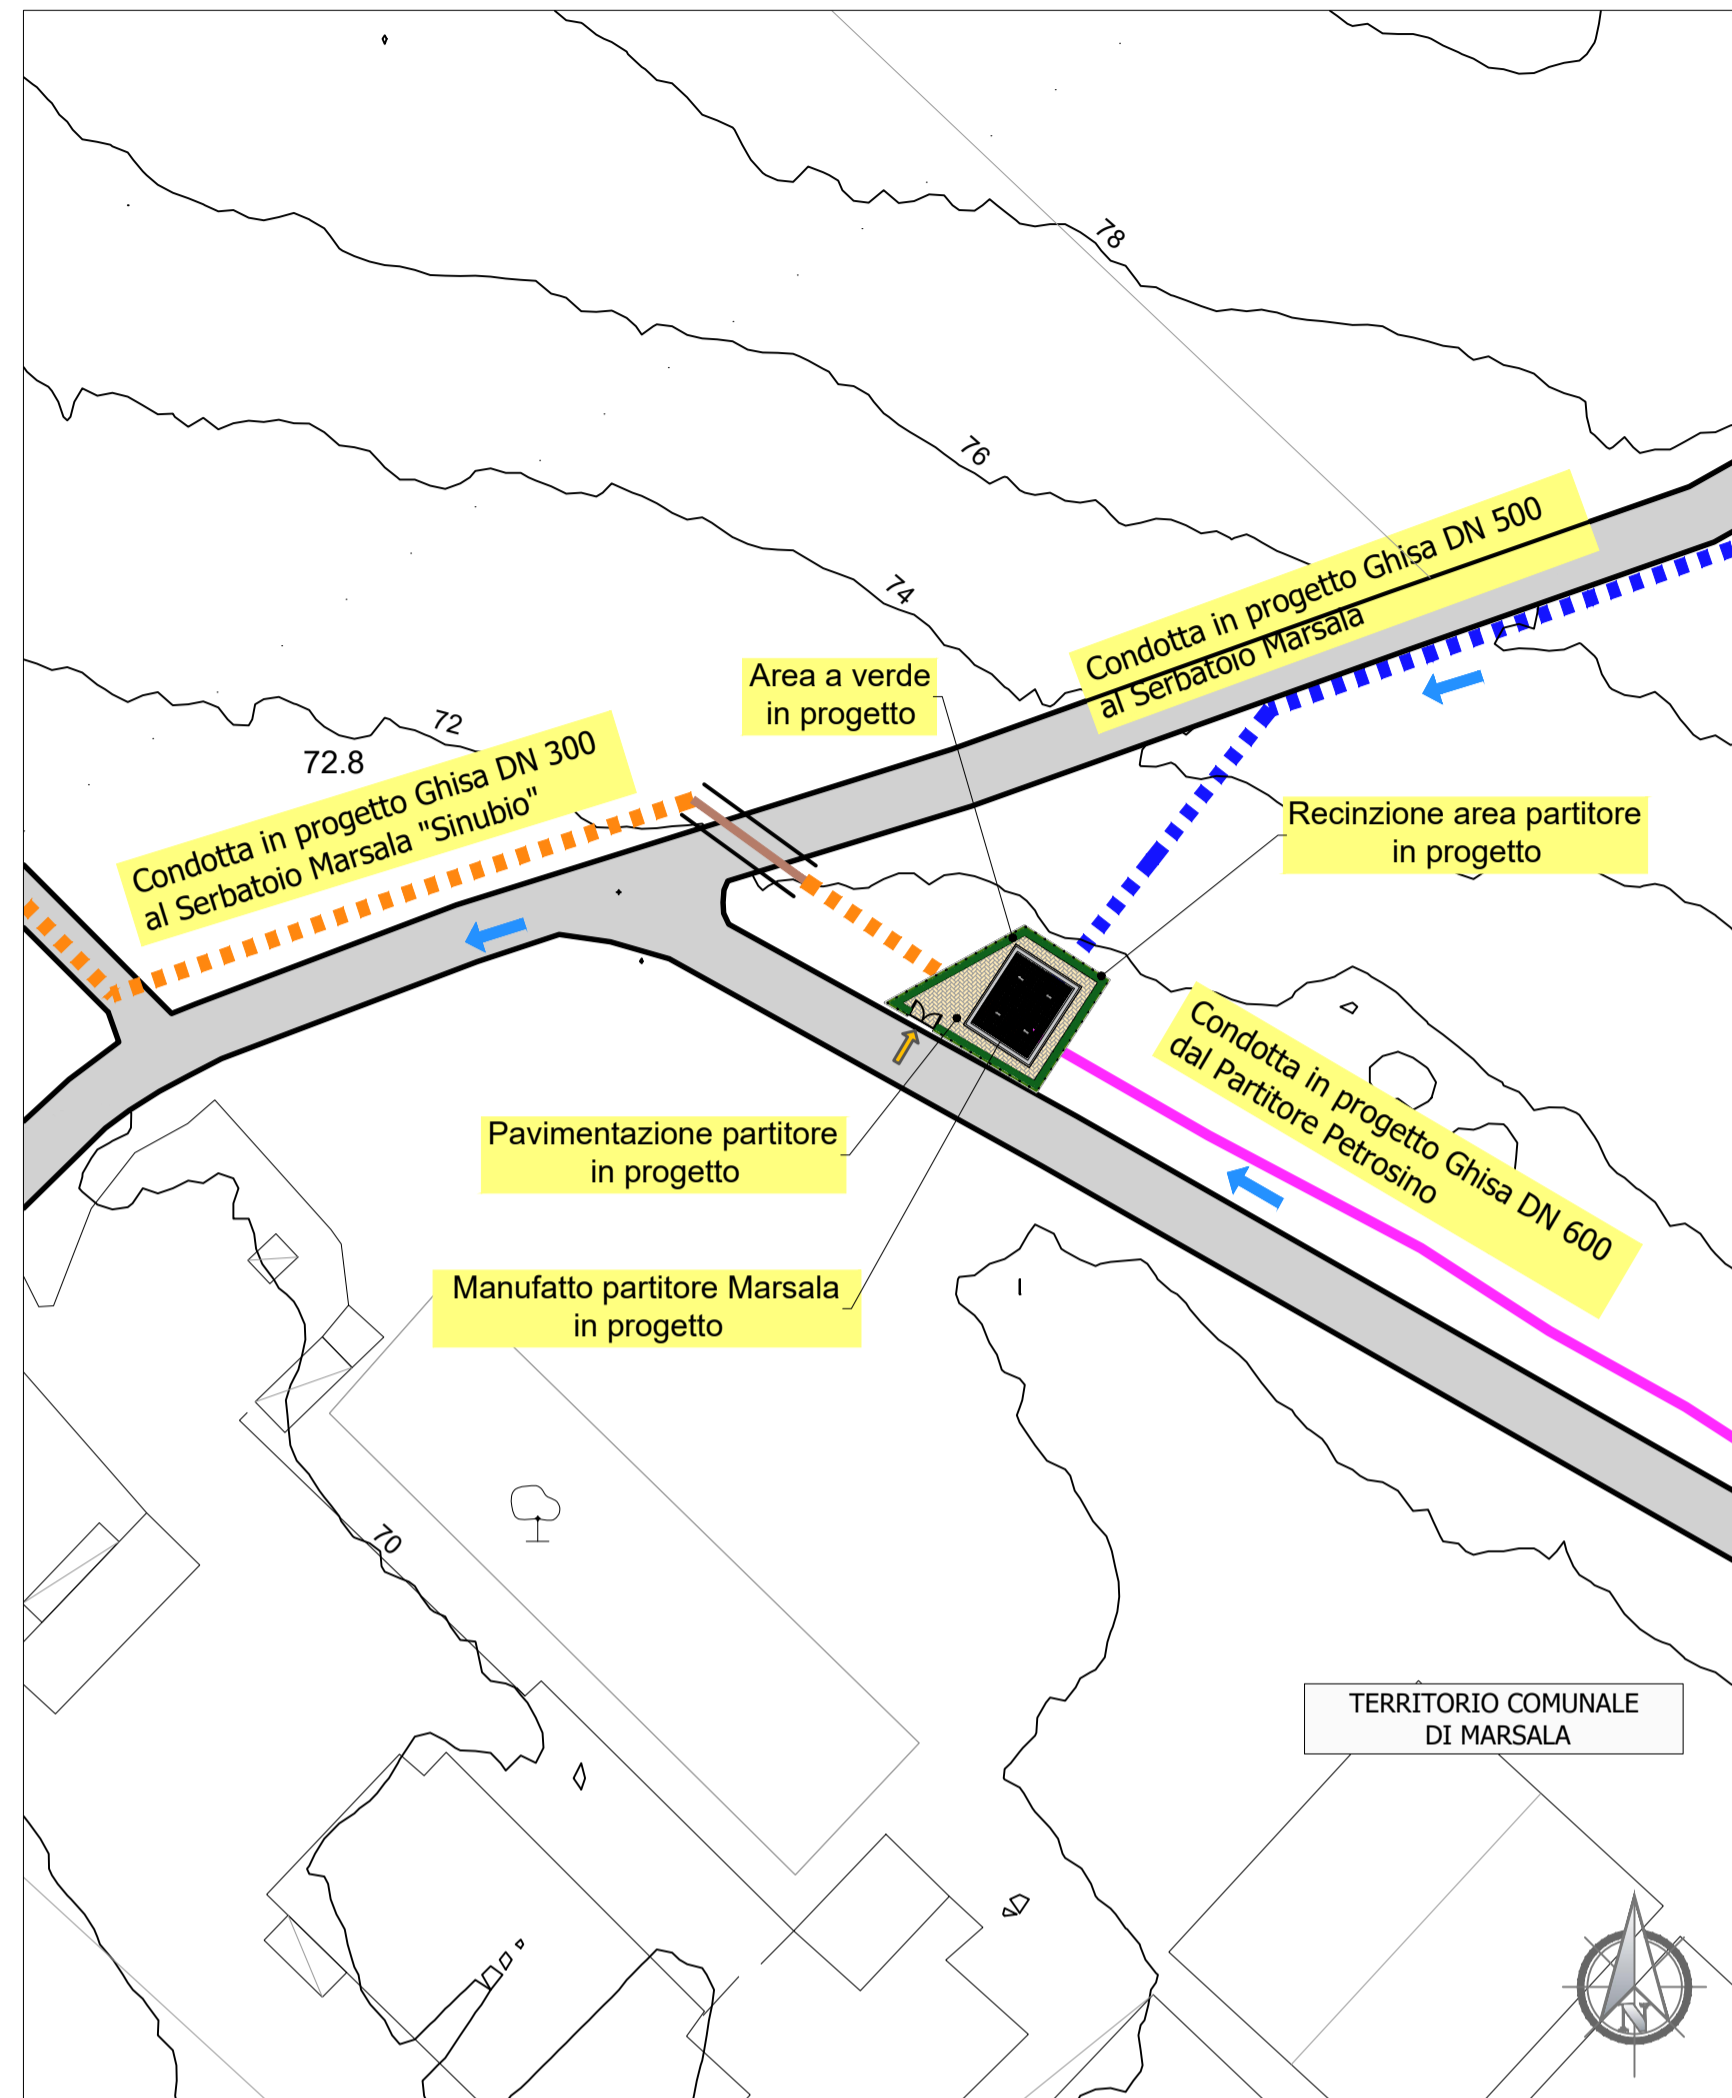 78
76
Condotta in progetto Ghisa DN 500
al Serbatoio Marsala
74
Area a verde
in progetto
72
72.8
Condotta in progetto Ghisa DN 300
al Serbatoio Marsala "Sinubio"
Recinzione area partitore
in progetto
Condotta in progetto Ghisa DN 600
dal Partitore Petrosino
Pavimentazione partitore
in progetto
Manufatto partitore Marsala
in progetto
70
TERRITORIO COMUNALE
DI MARSALA
N